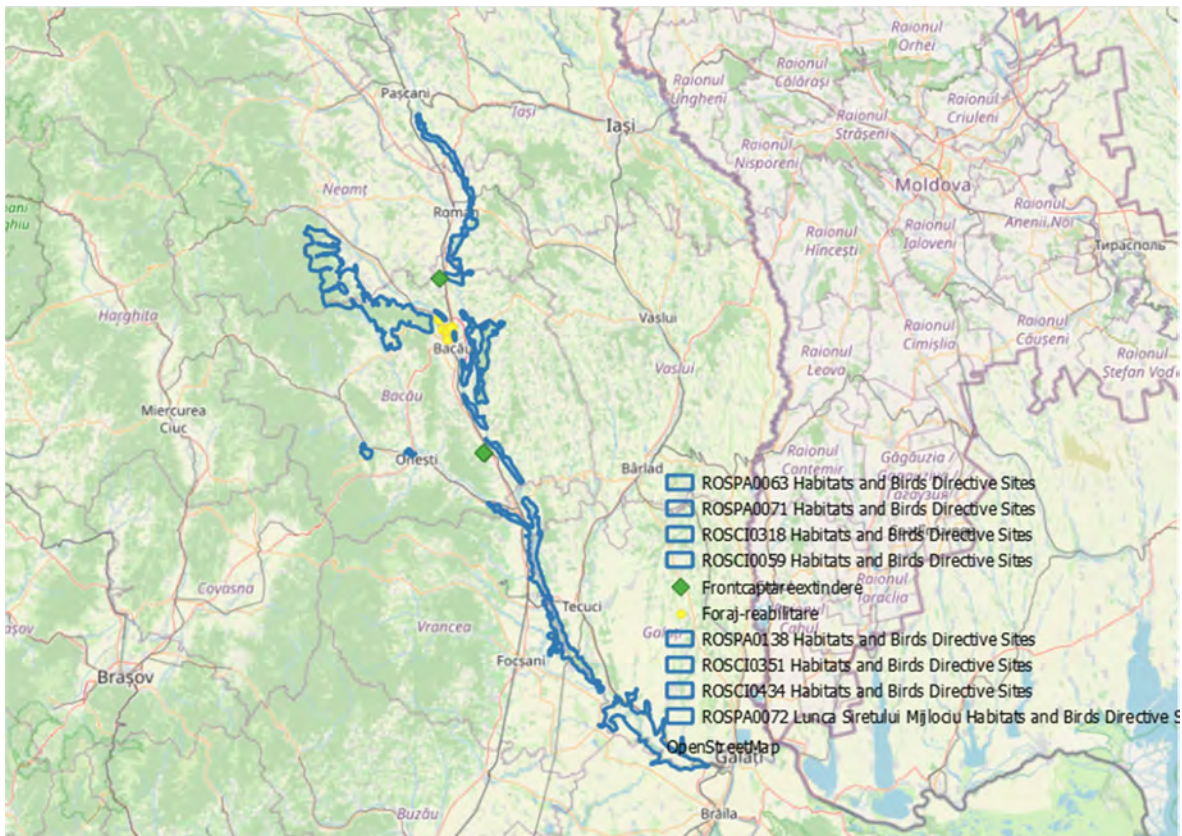 Raionul
Orhei
Raionul
Călărași
Pașcani
Raionul
Ungheni
Raionul
Criuleni
Iași
Iași
Raionul
Strășeni
Raionul
Nisporeni
Moldova
Neamț
Raionul
Anenii Noi
Roman
Raionul
Hîncești
Raionul
Ialoveni
Тирасполь
Harghita
Vaslui
Raionul
Cimișlia
Raionul
Căușeni
Bacău
Raionul
Leova
Raionul
Ștefan Vodă
Vaslui
Bacău
Miercurea
Ciuc
Onești
Bârlad
Raionul
Cantemir
Găgăuzia /
ROSPA0063 Habitats and Birds Directive Sites
ROSPA0071 Habitats and Birds Directive Sites
ROSCI0318 Habitats and Birds Directive Sites
ROSCI0059 Habitats and Birds Directive Sites
Frontcaptareextindere
Raionul
Taraclia
Covasna
Tecuci
Foraj-reabilitare
Cahul
Vrancea
Galați
ROSPA0138 Habitats and Birds Directive Sites
Focșani
ROSCI0351 Habitats and Birds Directive Sites
Brașov
ROSCI0434 Habitats and Birds Directive Sites
ROSPA0072 Lunca Siretului Mijlociu Habitats and Birds Directive S
OpenStreetMap
Galați
Buzău
Brăila